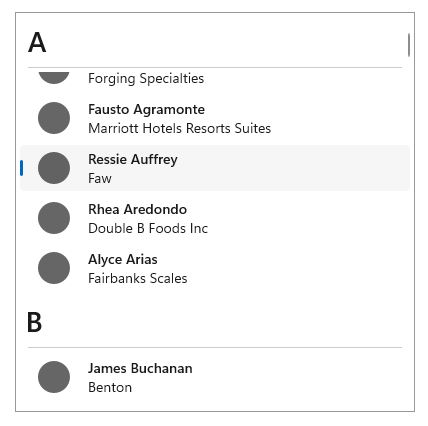 A
Forging Specialties
Fausto Agramonte
Marriott Hotels Resorts Suites
Ressie Auffrey
Faw
Rhea Aredondo
Double B Foods Inc
Alyce Arias
Fairbanks Scales
B
James Buchanan
Benton